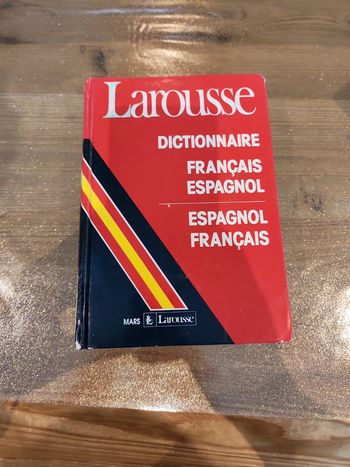 Larousse
DICTIONNAIRE
FRANÇAIS
ESPAGNOL
ESPAGNOL
FRANÇAIS
MARS Larousse